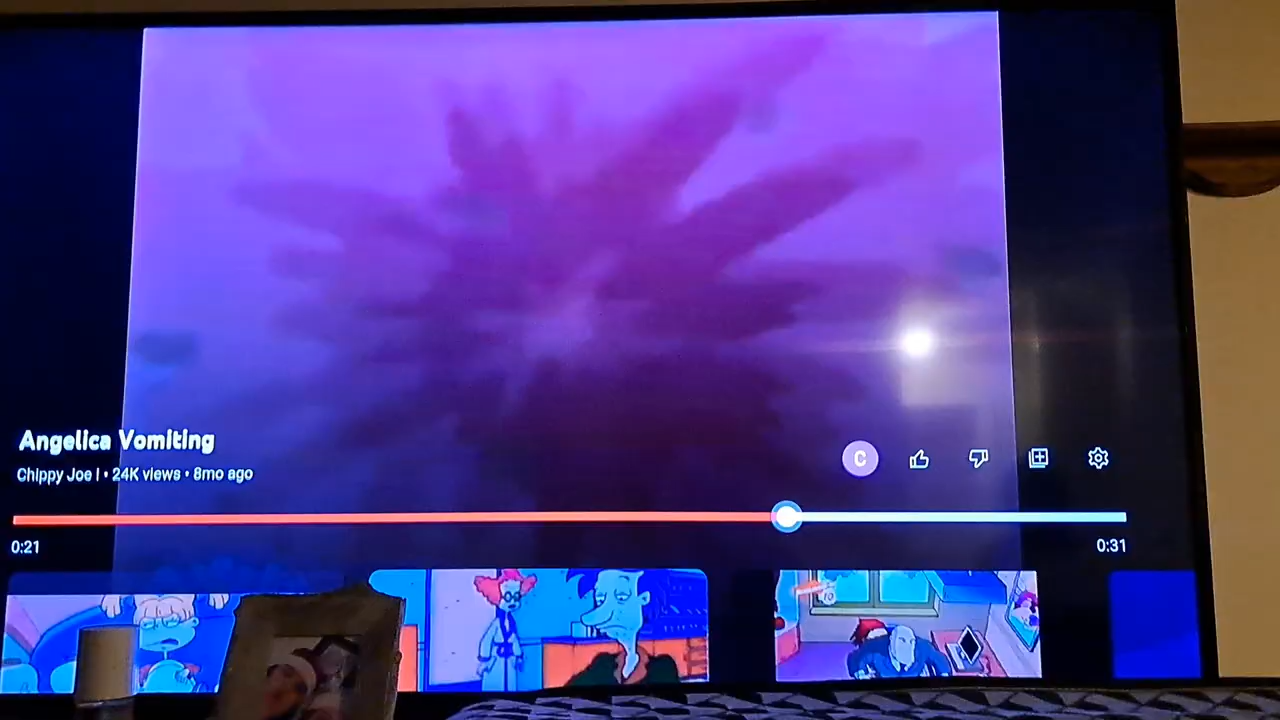 Angelica Vomiting
Chippy Joe I • 24K views • 8mo ago
C
0:21
0:31